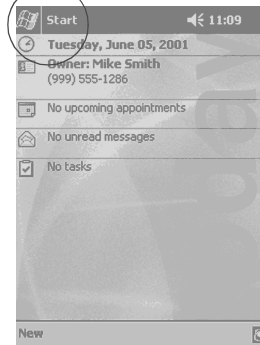 Start 11:09
Tuesday, June 05, 2001
Owner: Mike Smith
(999) 555-1286
No upcoming appointments
No unread messages
No tasks
New